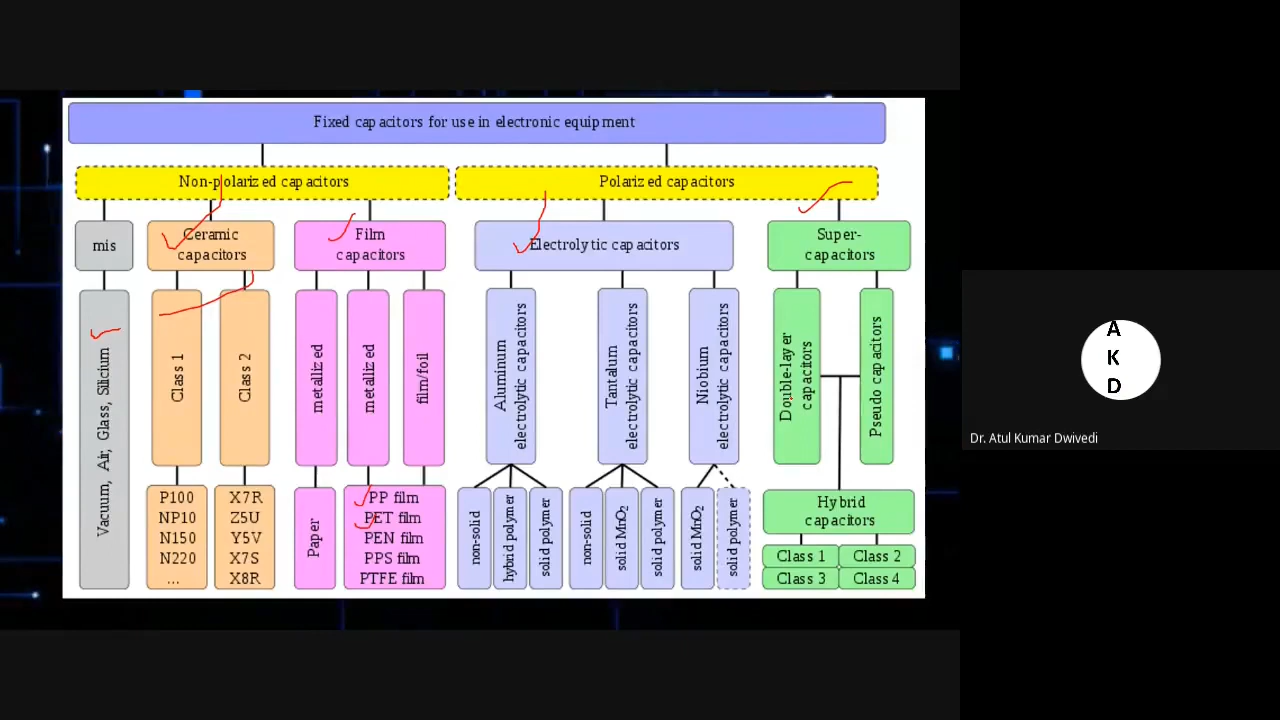 Fixed capacitors for use in electronic equipment
Non-polarized capacitors
Polarized capacitors
mis
Ceramic
capacitors
Film
capacitors
Electrolytic capacitors
Super-
capacitors
Vacuum, Air, Glass, Silicium
Class 1
Class 2
metallized
metallized
film/foil
Aluminum
electrolytic capacitors
Tantalum
electrolytic capacitors
Niobium
electrolytic capacitors
Double-layer
capacitors
Pseudo capacitors
P100
NP10
N150
N220
...
X7R
Z5U
Y5V
X7S
X8R
Paper
PP film
PET film
PEN film
PPS film
PTFE film
non-solid
hybrid polymer
solid polymer
non-solid
solid MnO2
solid polymer
solid MnO2
solid polymer
Hybrid
capacitors
Class 1
Class 2
Class 3
Class 4
A
K
D
Dr. Atul Kumar Dwivedi